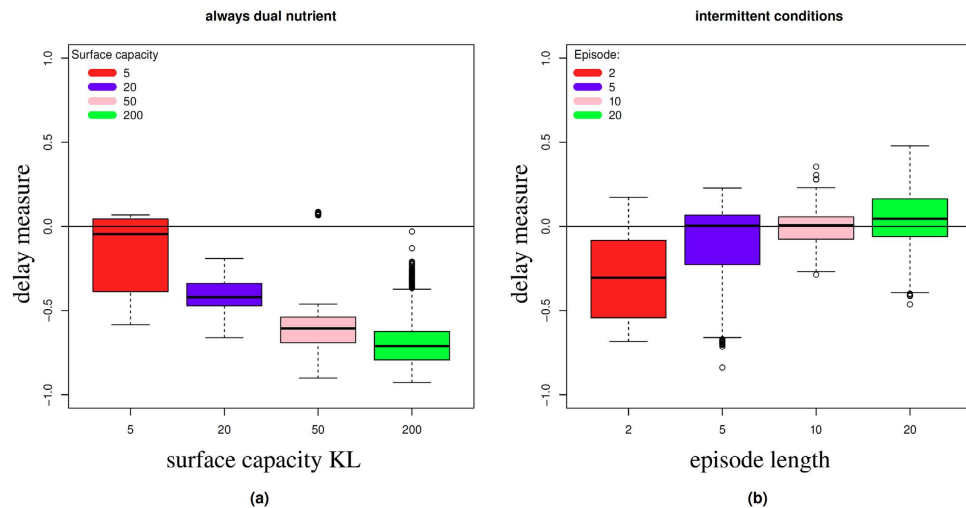 always dual nutrient
Surface capacity
5
20
50
200
delay measure
1.0
0.5
0.0
−0.5
−1.0
5 20 50 200
surface capacity KL
(a)
intermittent conditions
Episode:
2
5
10
20
delay measure
1.0
0.5
0.0
−0.5
−1.0
2 5 10 20
episode length
(b)